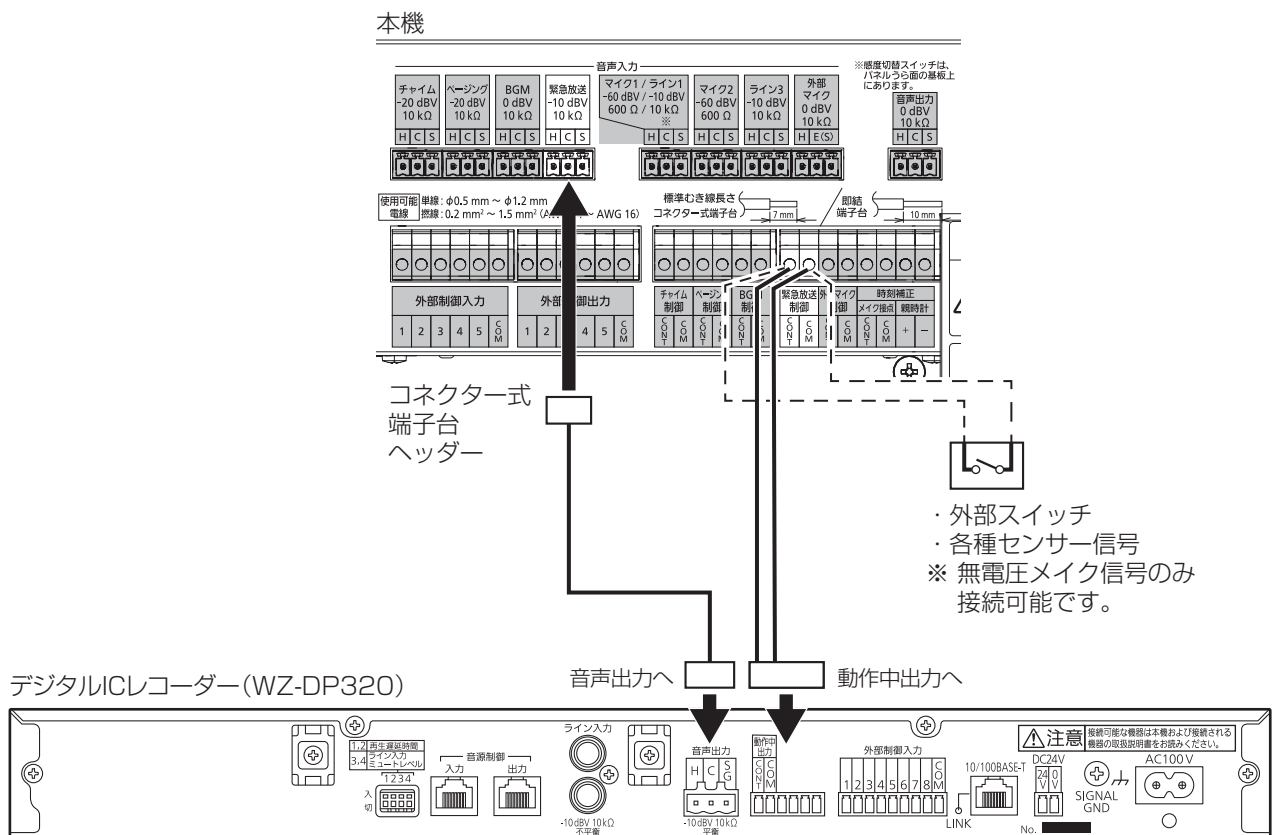 本機
音声入力
※感度切替スイッチは、
パネルうら面の基板上
にあります。
チャイム
-20 dBV
10 kΩ
H C S
ページング
-20 dBV
10 kΩ
H C S
BGM
0 dBV
10 kΩ
H C S
緊急放送
-10 dBV
10 kΩ
H C S
マイク1 / ライン1
-60 dBV / -10 dBV
600 Ω / 10 kΩ
※
H C S
マイク2
-60 dBV
600 Ω
H C S
ライン3
-10 dBV
10 kΩ
H C S
外部
マイク
0 dBV
10 kΩ
H E(S)
音声出力
0 dBV
10 kΩ
H C S
使用可能
電線
単線:φ0.5 mm ~ φ1.2 mm
撚線:0.2 mm² ~ 1.5 mm² ~ AWG 16)
標準むき線長さ
コネクター式端子台
7 mm
即結
端子台
10 mm
外部制御入力
1 2 3 4 5 COM
外部 御出力
1 2 4 5 COM
チャイム
制御
CONT COM
ページ
制御
CONT COM
緊急放送
制御
CONT COM
マイク
制御
COM
時刻補正
メイク接点 親時計
CONT COM + −
コネクター式
端子台
ヘッダー
・外部スイッチ
・各種センサー信号
※ 無電圧メイク信号のみ
接続可能です。
デジタルICレコーダー(WZ-DP320)
音声出力へ
動作中出力へ
1.2 再生遅延時間
3.4 ライン入力
ミュートレベル
1 2 3 4
入
切
音源制御
入力 出力
ライン入力
-10dBV 10kΩ
不平衡
音声出力
H C SG
-10dBV 10kΩ
平衡
動作中
出力
CONT COM
外部制御入力
1 2 3 4 5 6 7 8 COM
LINK
10/100BASE-T
注意
接続可能な機器は本機および接続される
機器の取扱説明書をお読みください。
DC24V
24V 0V
SIGNAL
GND
AC100V
No.